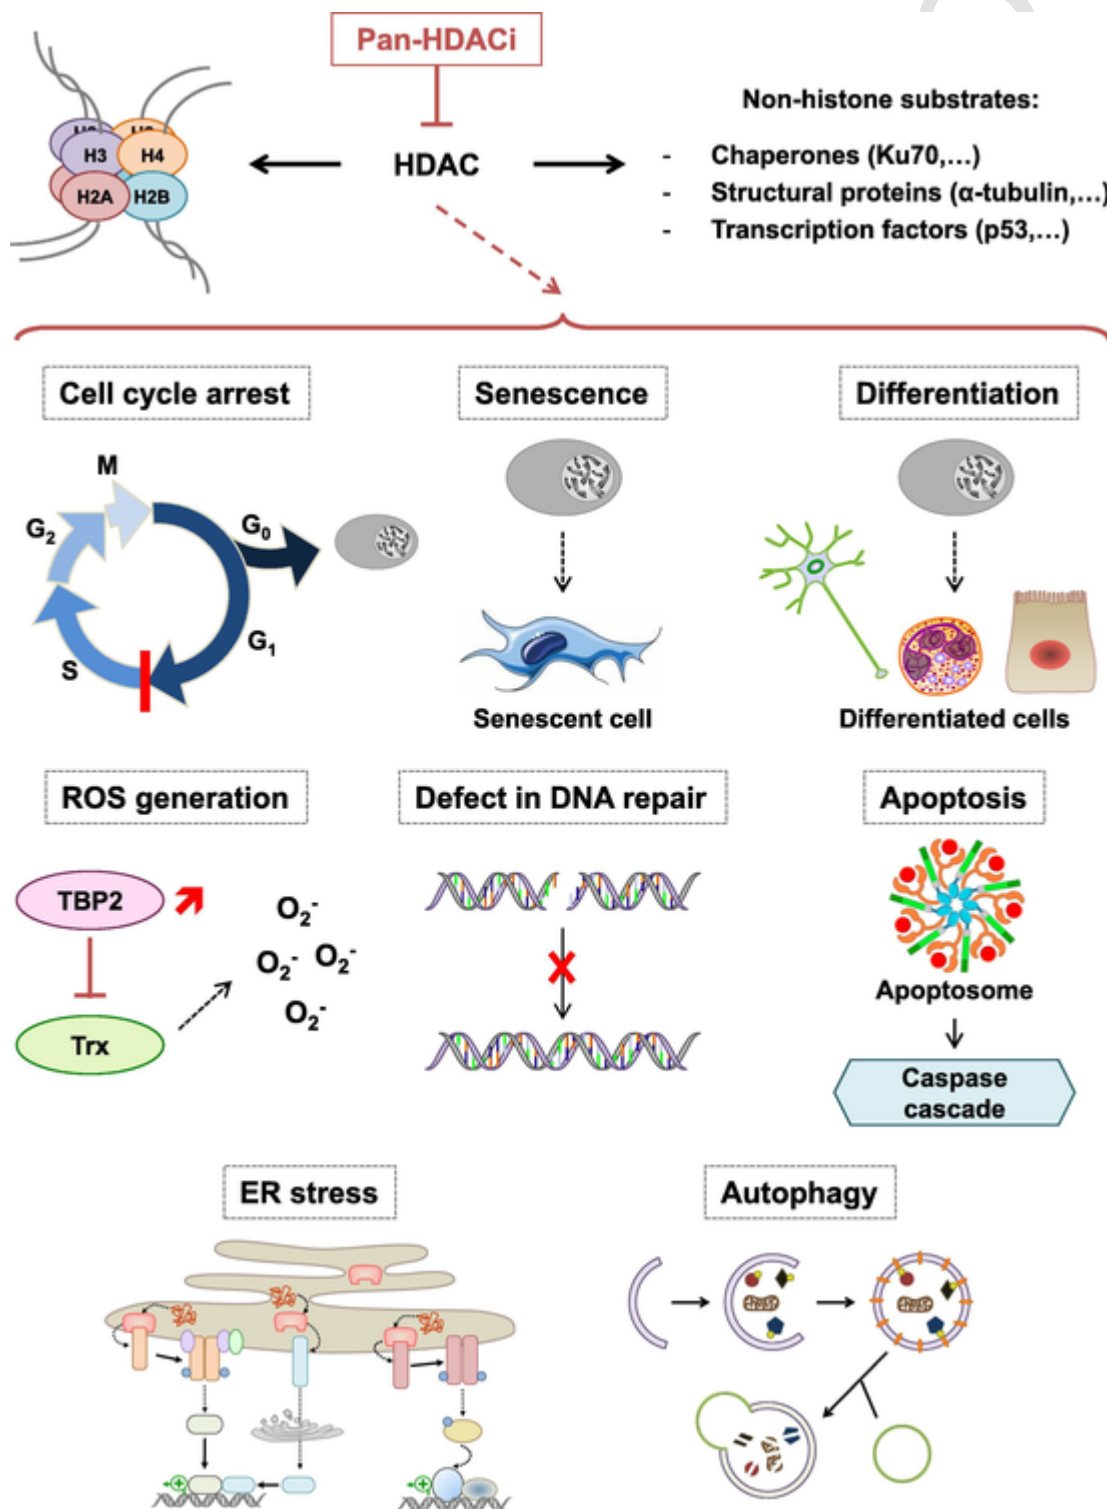 Pan-HDACi
Non-histone substrates:
H3
H4
H2A
H2B
HDAC
- Chaperones (Ku70,...)
- Structural proteins (α-tubulin,...)
- Transcription factors (p53,...)
Cell cycle arrest
Senescence
Differentiation
M
G2
G0
G1
S
Senescent cell
Differentiated cells
ROS generation
Defect in DNA repair
Apoptosis
TBP2
O2-
O2- O2-
O2-
Trx
Apoptosome
Caspase
cascade
ER stress
Autophagy